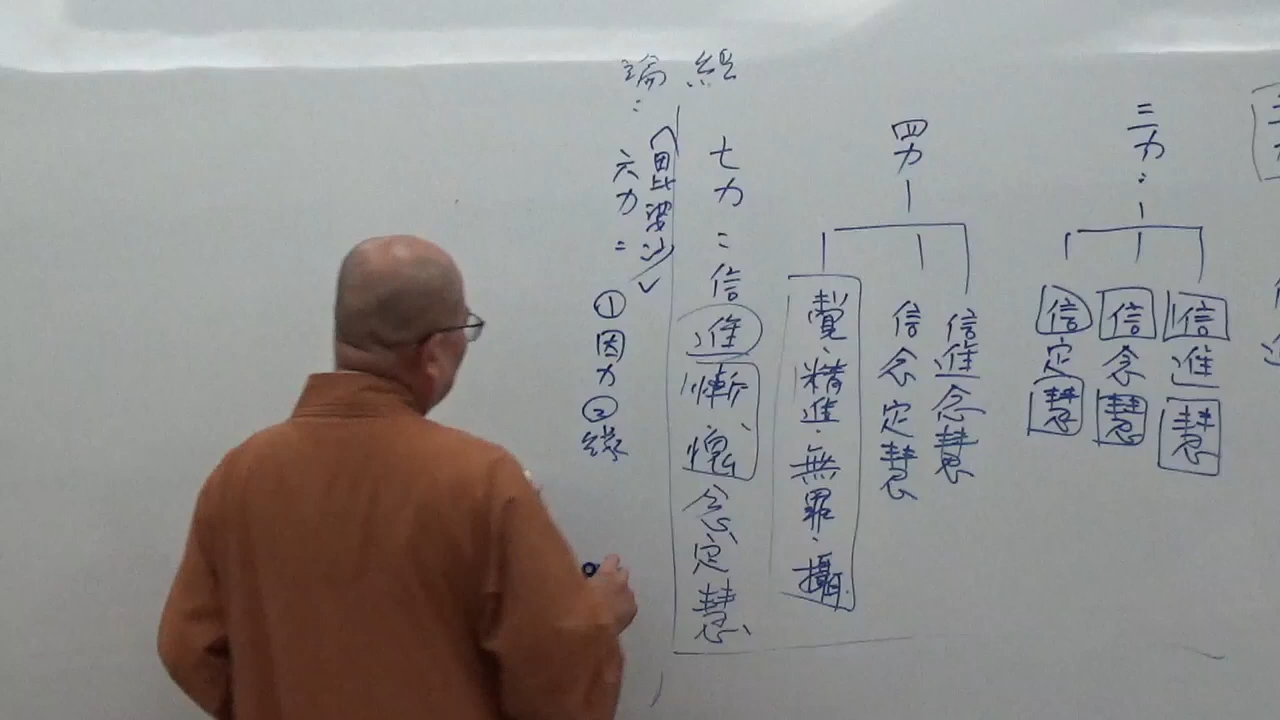 三力：
信進慧
信念慧
信定慧
四力
信進念慧
信念定慧
覺．精進．無罪．攝
經
七力：信進慚、愧念定慧
論：
（毘婆沙）
六力：
①因力②緣